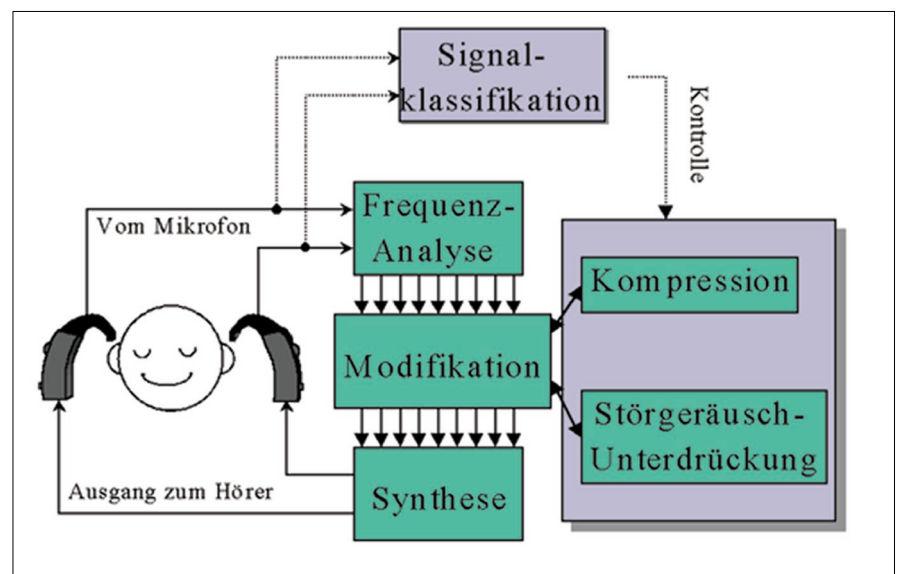 Signal-
klassifikation
Kontrolle
Frequenz-
Analyse
Vom Mikrofon
Kompression
Modifikation
Störgeräusch-
Unterdrückung
Synthese
Ausgang zum Hörer